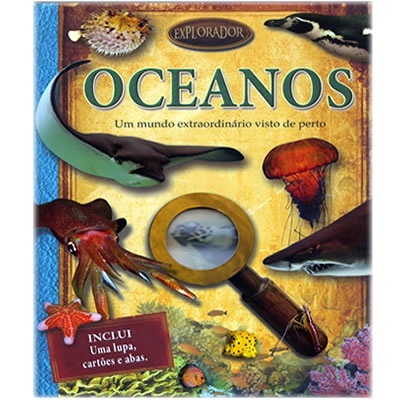 EXPLORADOR
OCEANOS
Um mundo extraordinário visto de perto
INCLUI
Uma lupa,
cartões e abas.